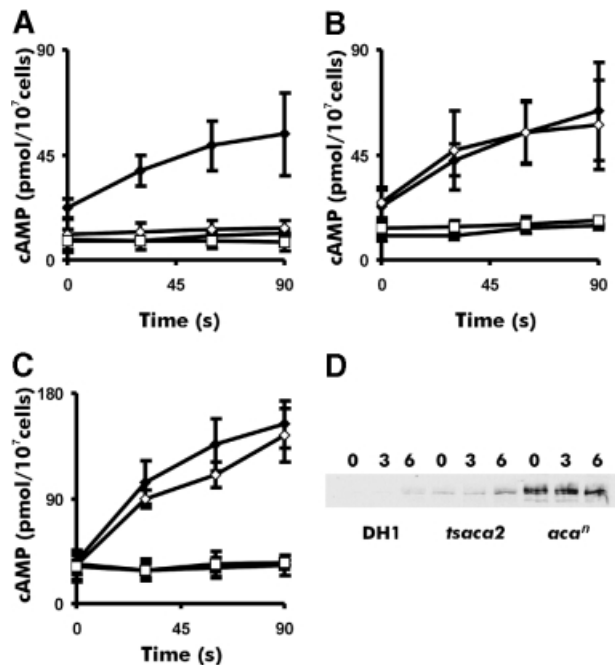 A
90
45
0
cAMP (pmol/10⁷cells)
0 45 90
Time (s)
B
90
45
0
cAMP (pmol/10⁷cells)
0 45 90
Time (s)
C
180
90
0
cAMP (pmol/10⁷cells)
0 45 90
Time (s)
D
0 3 6 0 3 6 0 3 6
DH1 tsaca2 acaⁿ